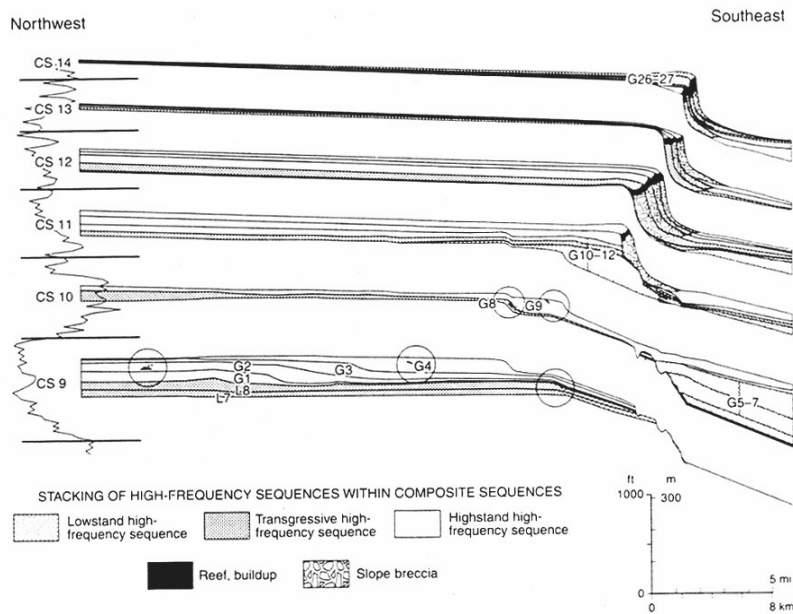 Northwest
Southeast
CS 14
G26-27
CS 13
CS 12
CS 11
G10-12
CS 10
G8
G9
CS 9
G2
G3
G4
G1
L8
L7
G5-7
STACKING OF HIGH-FREQUENCY SEQUENCES WITHIN COMPOSITE SEQUENCES
Lowstand high-
frequency sequence
Transgressive high-
frequency sequence
Highstand high-
frequency sequence
Reef, buildup
Slope breccia
ft m
1000 300
0
5 mi
0 8 km